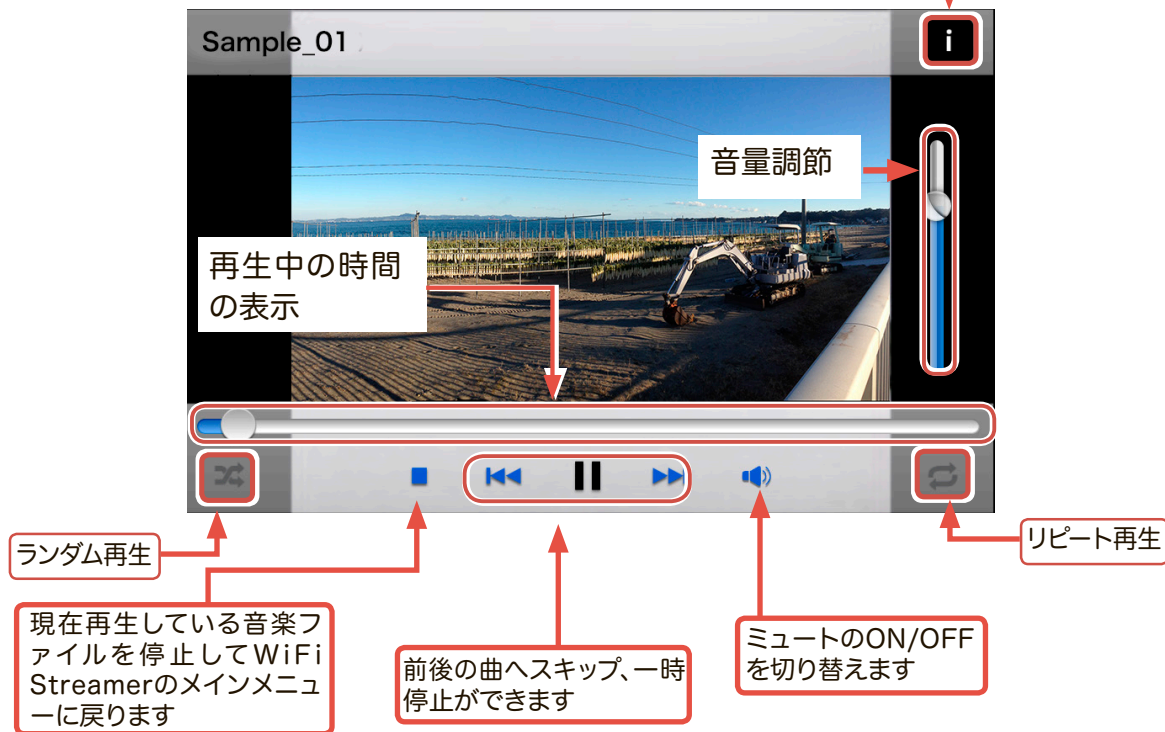 Sample_01
i
音量調節
再生中の時間
の表示
ランダム再生
リピート再生
現在再生している音楽フ
ァイルを停止してWiFi
Streamerのメインメニュ
ーに戻ります
前後の曲へスキップ、一時
停止ができます
ミュートのON/OFF
を切り替えます